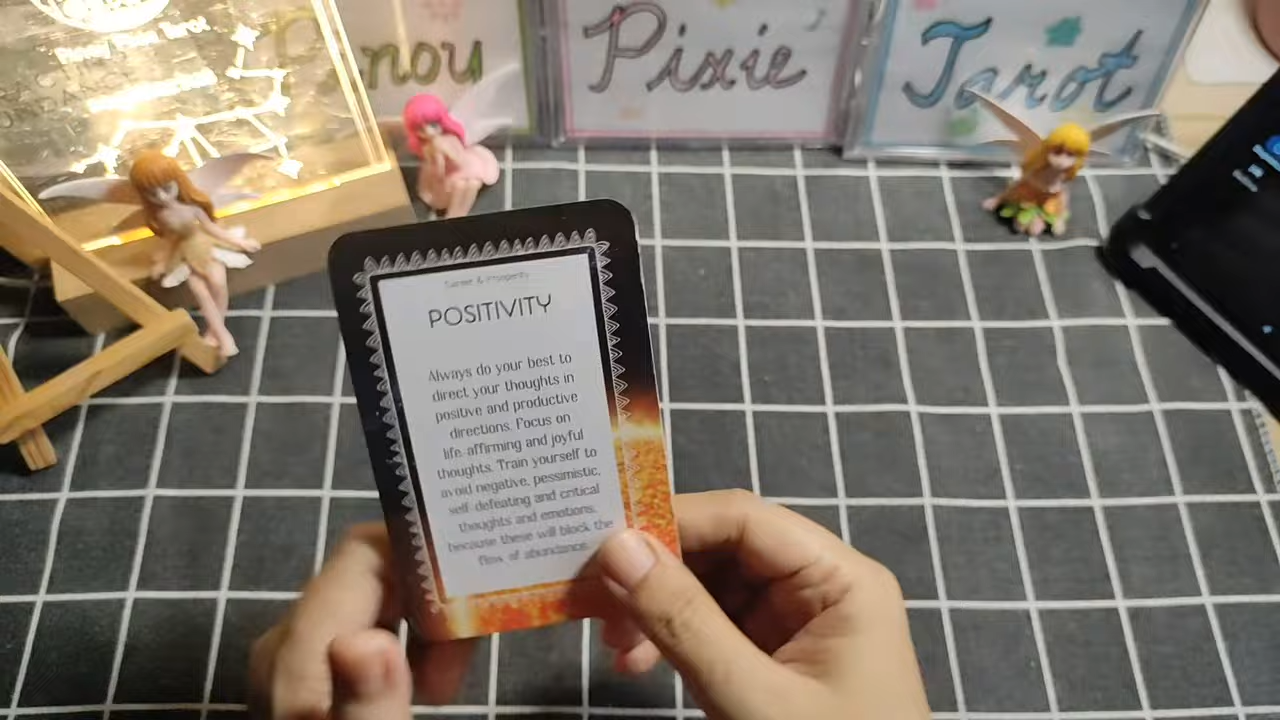 Pixie
Tarot
Career & Prosperity
POSITIVITY
Always do your best to
direct your thoughts in
positive and productive
directions. Focus on
life-affirming and joyful
thoughts. Train yourself to
avoid negative, pessimistic,
self-defeating and critical
thoughts and emotions,
because these will block the
flow of abundance.